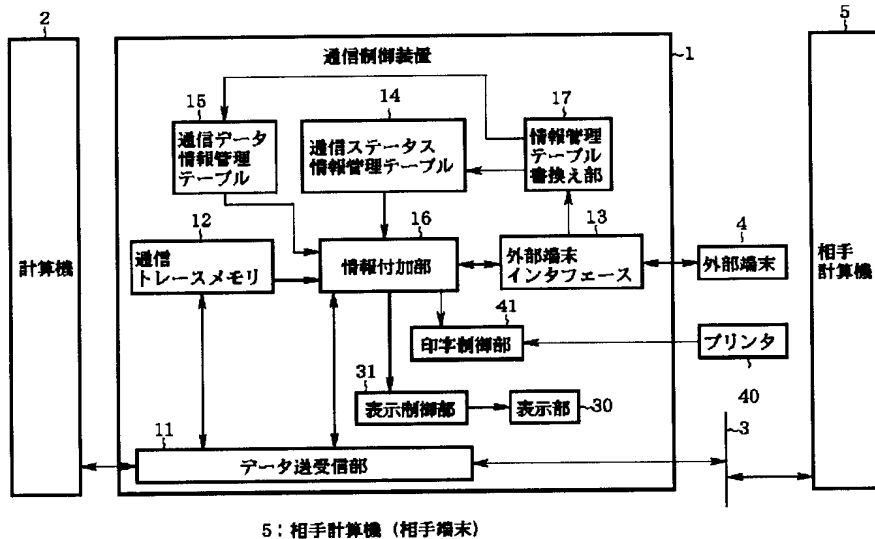 2
5
通信制御装置
1
15
14
17
通信データ
情報管理
テーブル
通信ステータス
情報管理テーブル
情報管理
テーブル
書換え部
12
16
13
4
計算機
通信
トレースメモリ
情報付加部
外部端末
インタフェース
外部端末
相手
計算機
41
印字制御部
プリンタ
31
表示制御部
表示部
30
40
3
11
データ送受信部
5：相手計算機（相手端末）